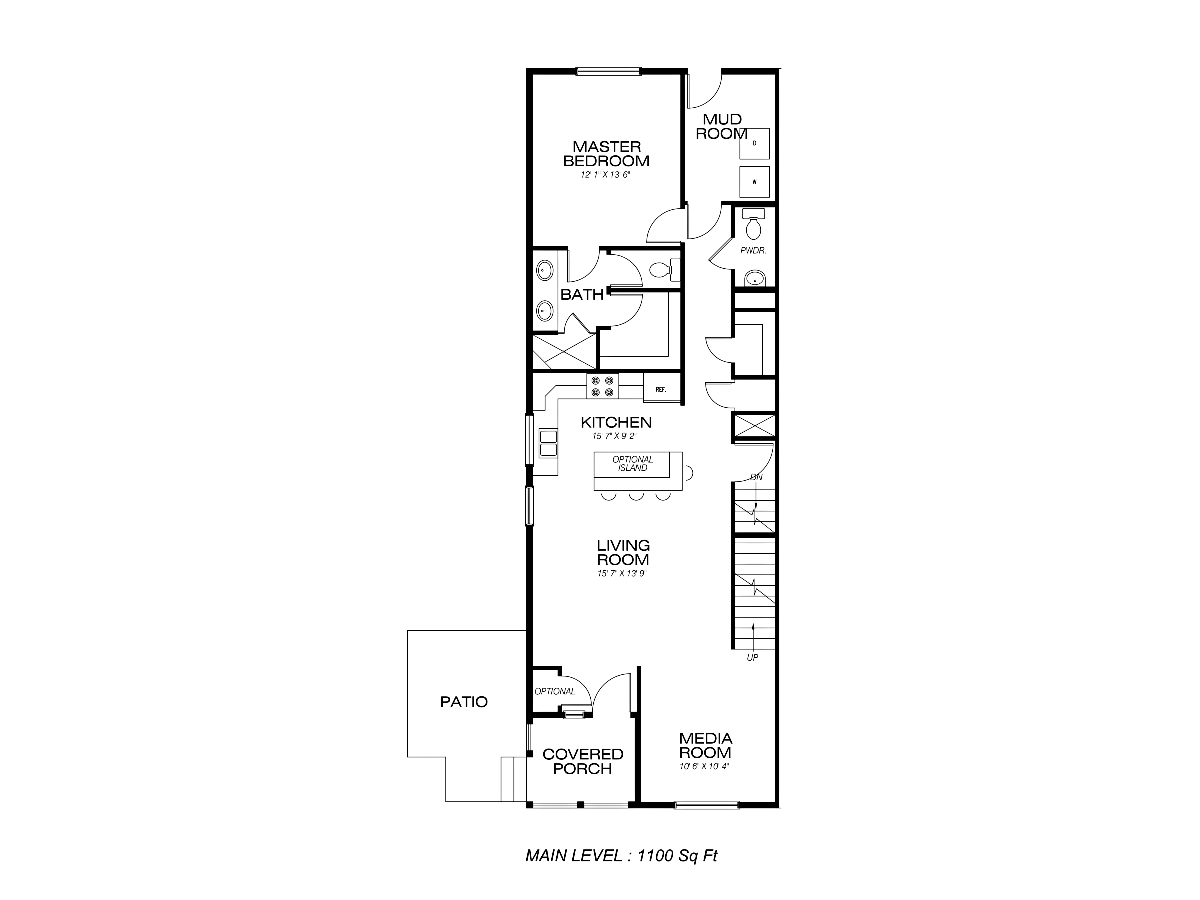 MUD
ROOM
D
W
MASTER
BEDROOM
12' 1" X 13' 6"
PWDR.
BATH
REF.
KITCHEN
15' 7" X 9' 2"
OPTIONAL
ISLAND
DN
LIVING
ROOM
15' 7" X 13' 9"
UP
OPTIONAL
PATIO
COVERED
PORCH
MEDIA
ROOM
10' 6" X 10' 4"
MAIN LEVEL : 1100 Sq Ft